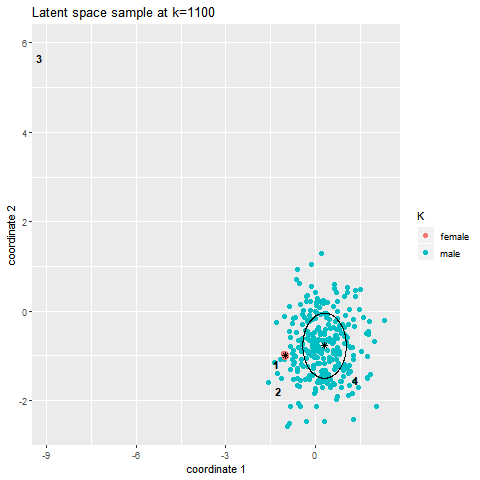 Latent space sample at k=1100
6
3
4
2
0
-2
coordinate 2
1
2
4
-9
-6
-3
0
coordinate 1
K
female
male